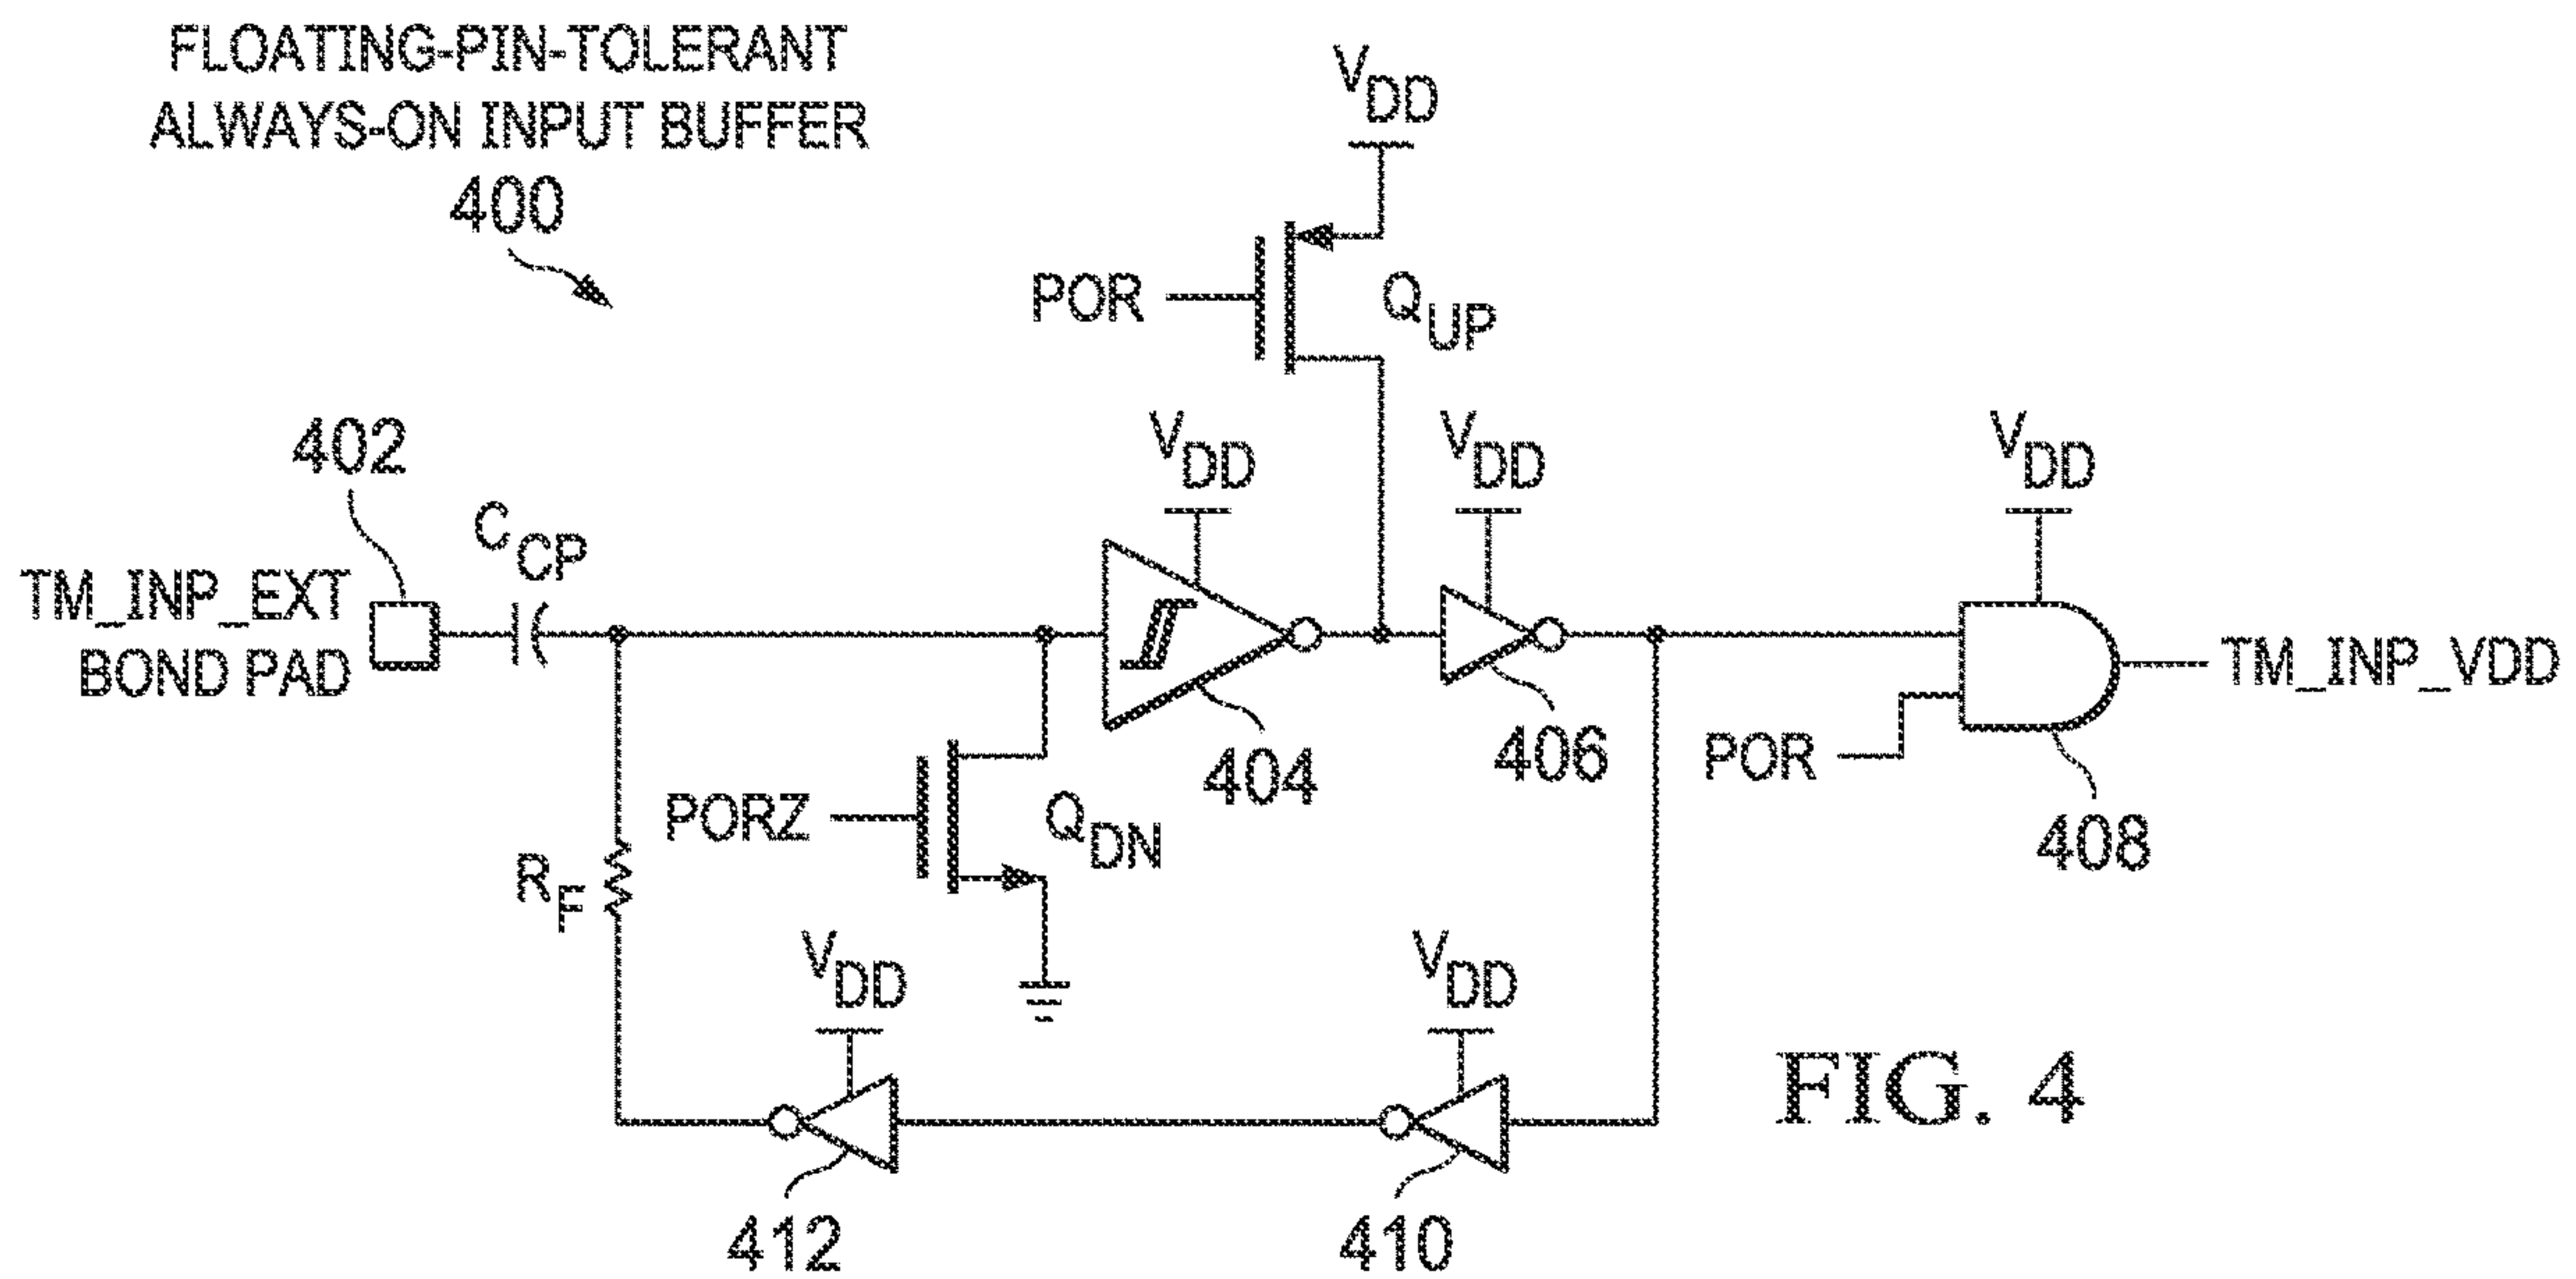 FLOATING-PIN-TOLERANT
ALWAYS-ON INPUT BUFFER
400
VDD
POR
QUP
402
CCP
VDD
VDD
VDD
TM_INP_EXT
BOND PAD
404
406
POR
TM_INP_VDD
408
PORZ
QDN
RF
VDD
VDD
412
410
FIG. 4